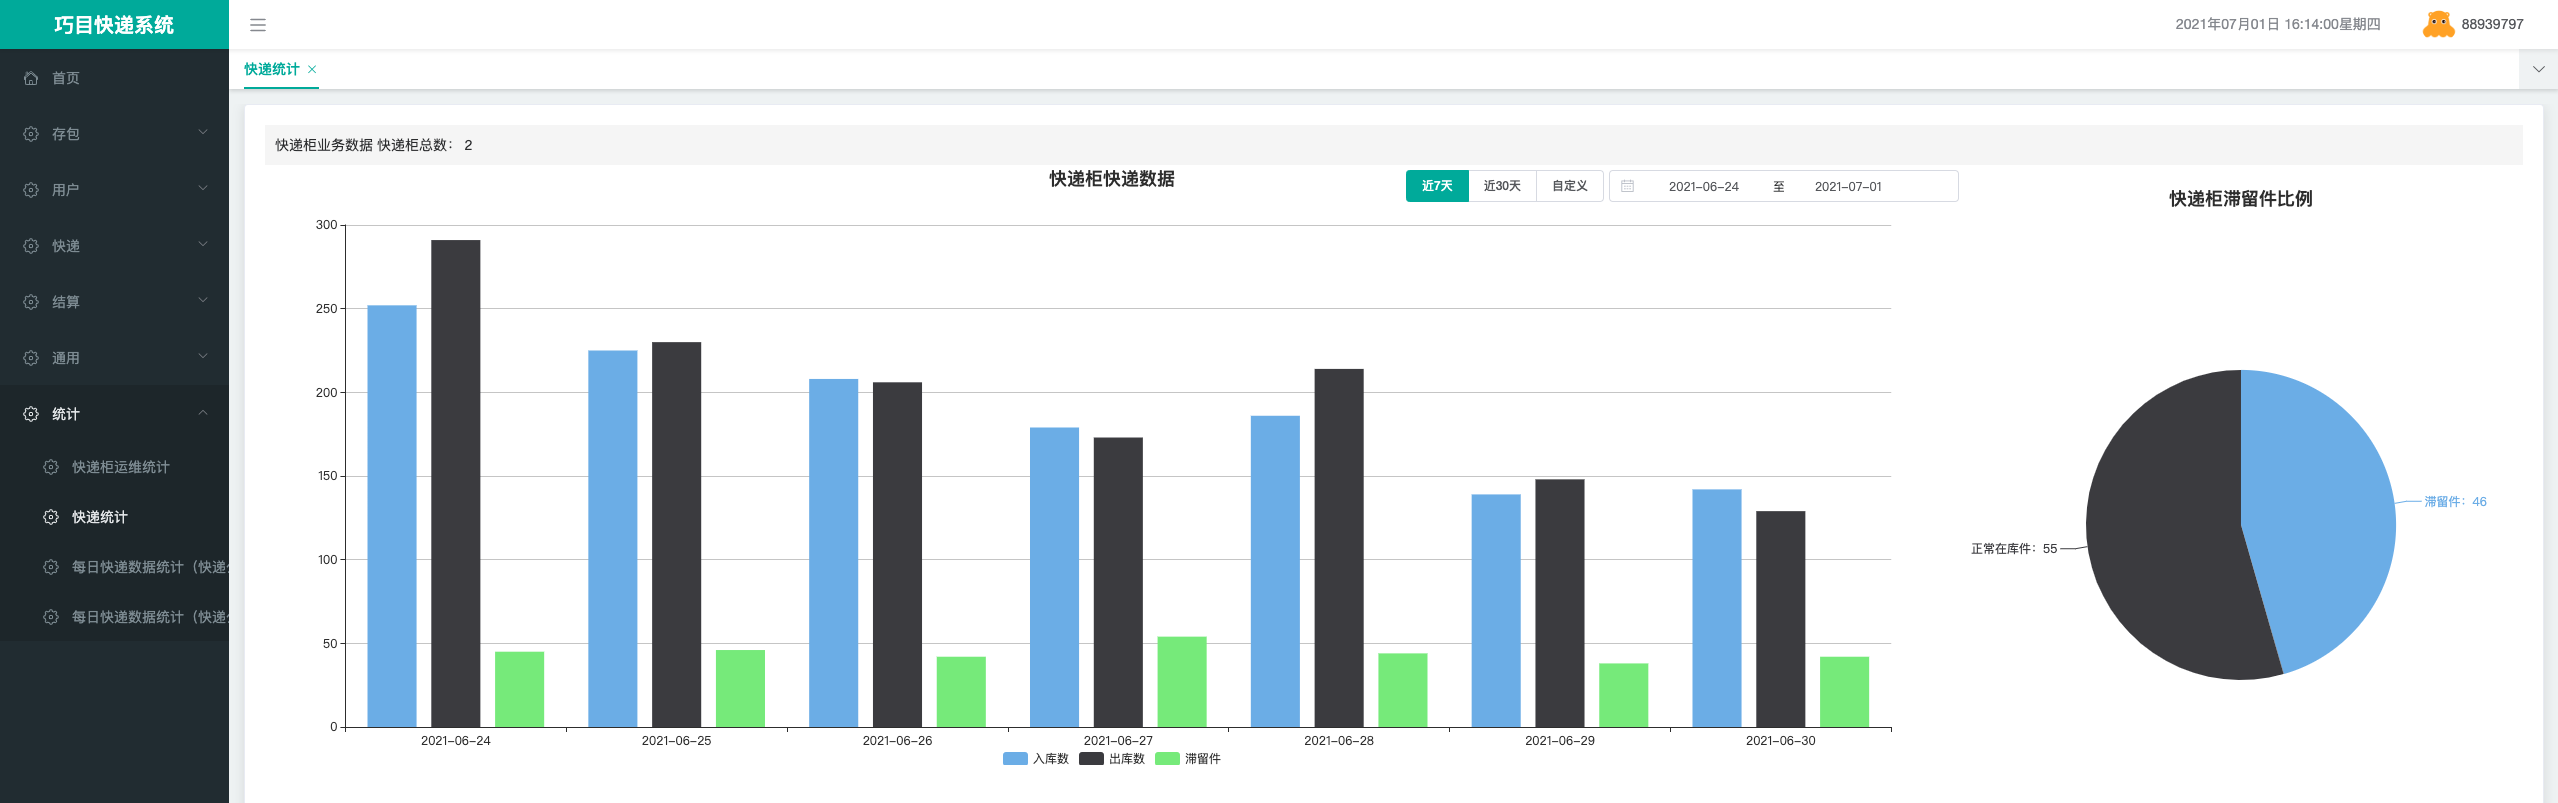 巧目快递系统
2021年07月01日 16:14:00星期四
88939797
首页
存包
用户
快递
结算
通用
统计
快递柜运维统计
快递统计
每日快递数据统计（快递
每日快递数据统计（快递
快递统计
快递柜业务数据 快递柜总数： 2
快递柜快递数据
近7天 近30天 自定义
2021-06-24 至 2021-07-01
300
250
200
150
100
50
0
2021-06-24 2021-06-25 2021-06-26 2021-06-27 2021-06-28 2021-06-29 2021-06-30
入库数 出库数 滞留件
快递柜滞留件比例
滞留件：46
正常在库件：55